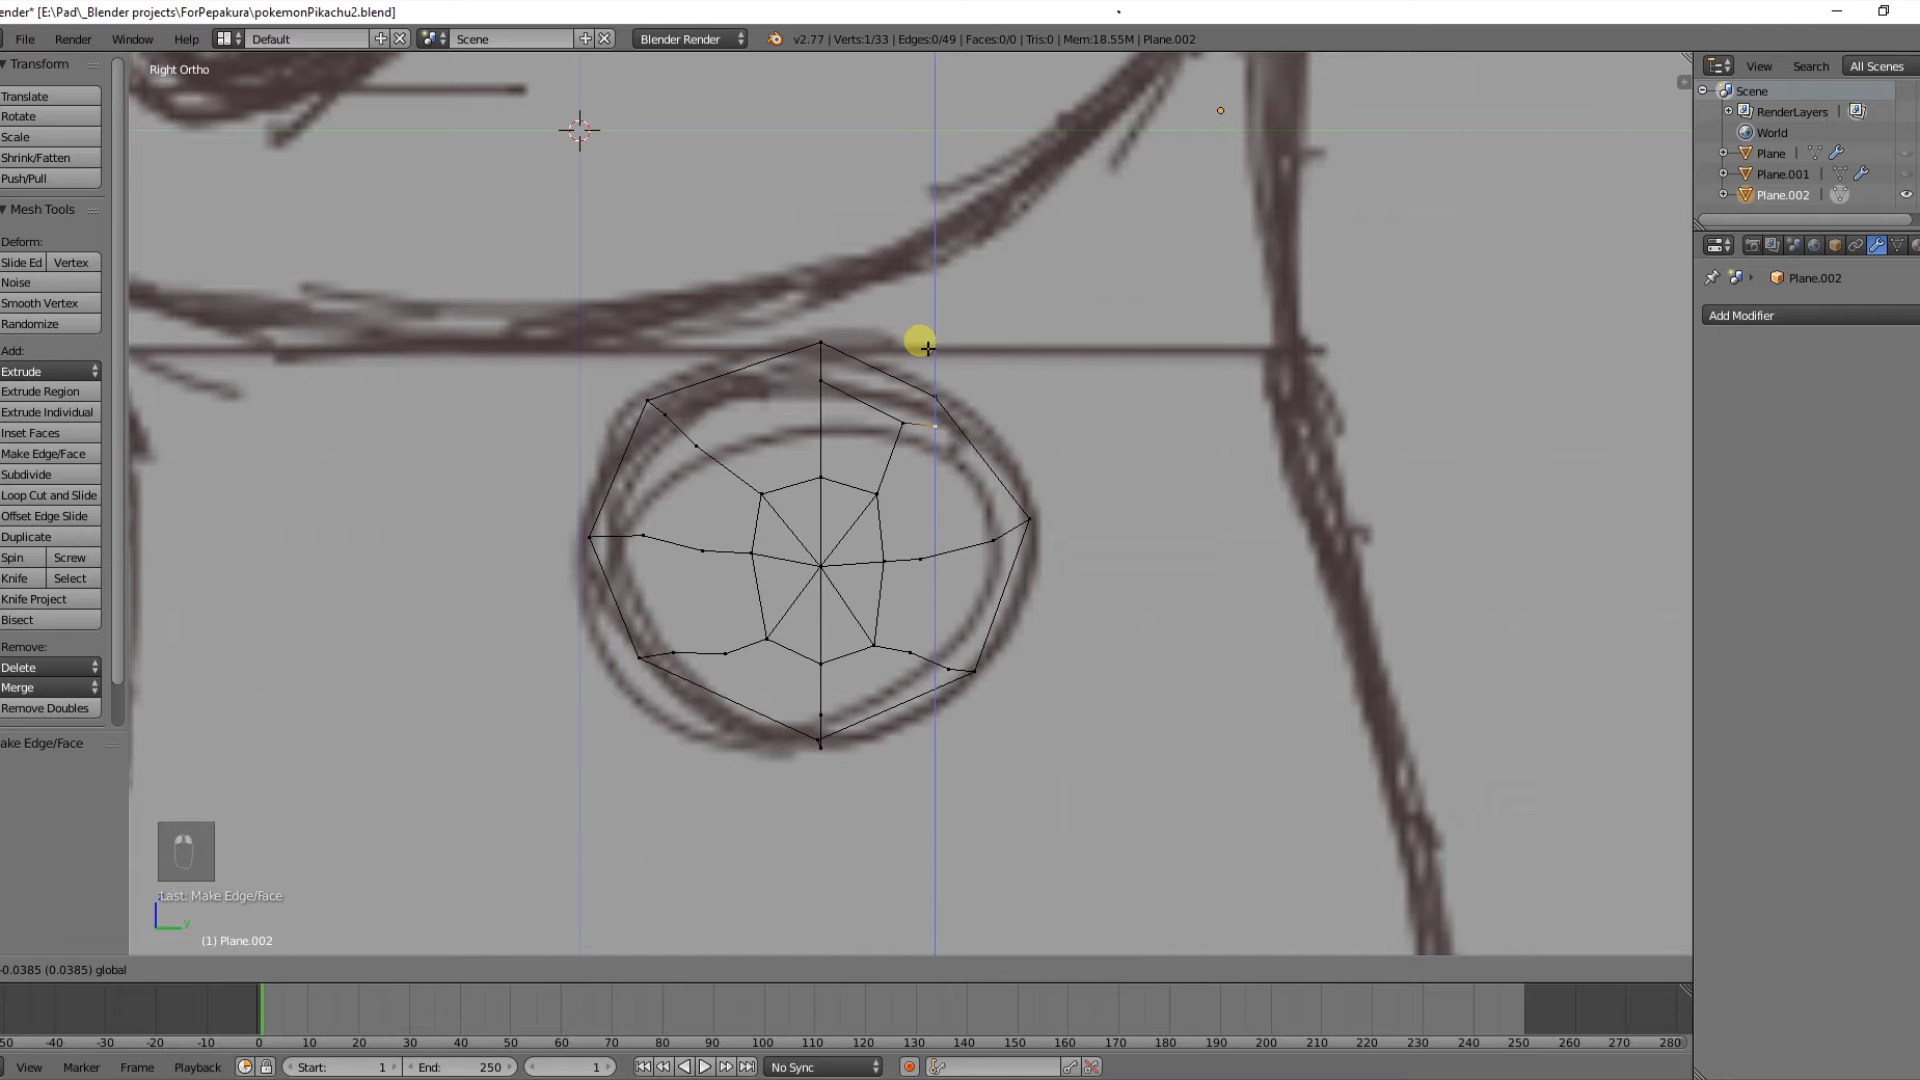 ender* [E:\Pad\_Blender projects\ForPepakura\pokemonPikachu2.blend]
File Render Window Help Default Scene Blender Render v2.77 | Verts:1/33 | Edges:0/49 | Faces:0/0 | Tris:0 | Mem:18.55M | Plane.002
Transform
Translate
Rotate
Scale
Shrink/Fatten
Push/Pull
Mesh Tools
Deform:
Slide Ed Vertex
Noise
Smooth Vertex
Randomize
Add:
Extrude
Extrude Region
Extrude Individual
Inset Faces
Make Edge/Face
Subdivide
Loop Cut and Slide
Offset Edge Slide
Duplicate
Spin Screw
Knife Select
Knife Project
Bisect
Remove:
Delete
Merge
Remove Doubles
ake Edge/Face
Right Ortho
Last: Make Edge/Face
Y
(1) Plane.002
View Search All Scenes
Scene
RenderLayers
World
Plane
Plane.001
Plane.002
Plane.002
Add Modifier
-0.0385 (0.0385) global
50 -40 -30 -20 -10 0 10 20 30 40 50 60 70 80 90 100 110 120 130 140 150 160 170 180 190 200 210 220 230 240 250 260 270 280
View Marker Frame Playback Start: 1 End: 250 1 No Sync